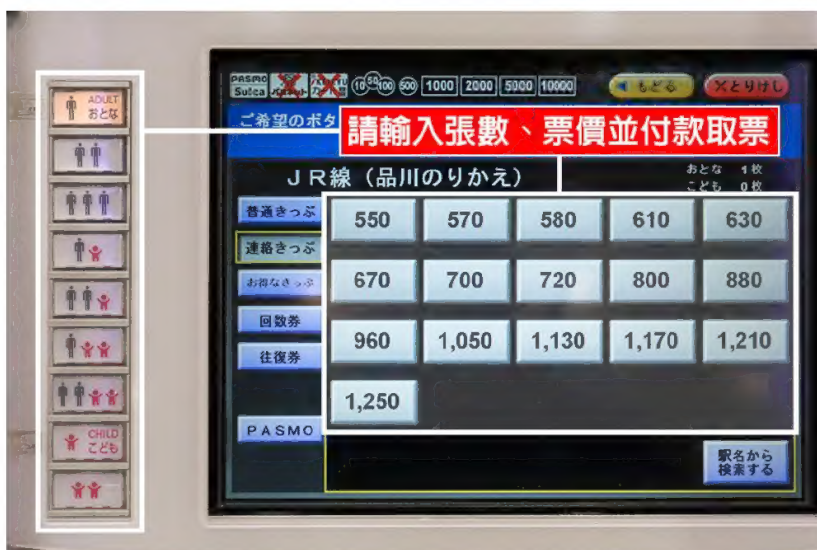 ADULT
おとな
CHILD
こども
PASMO
Suica
10 50 100 500 1000 2000 5000 10000
もどる
×とりけし
ご希望のボタ
請輸入張數、票價並付款取票
JR線（品川のりかえ）
おとな 1枚
こども 0枚
普通きっぷ
連絡きっぷ
お得なきっぷ
回数券
往復券
PASMO
550 570 580 610 630
670 700 720 800 880
960 1,050 1,130 1,170 1,210
1,250
駅名から
検索する